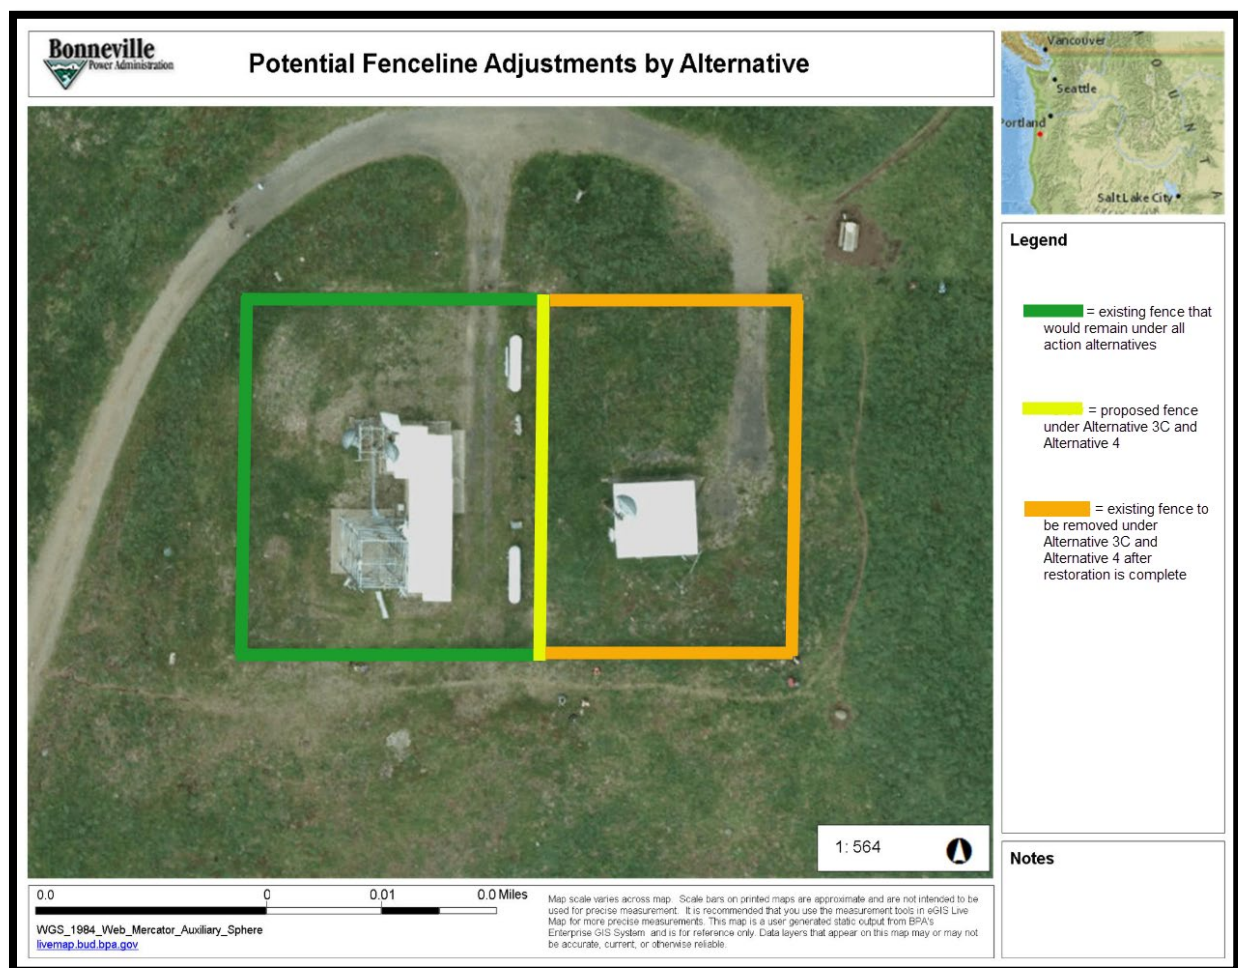 Bonneville
Power Administration
Potential Fenceline Adjustments by Alternative
Vancouver
Seattle
Portland
Salt Lake City
Legend
= existing fence that
would remain under all
action alternatives
= proposed fence
under Alternative 3C and
Alternative 4
= existing fence to
be removed under
Alternative 3C and
Alternative 4 after
restoration is complete
1: 564
Notes
0.0 0 0.01 0.0 Miles
WGS_1984_Web_Mercator_Auxiliary_Sphere
livemap.bud.bpa.gov
Map scale varies across map. Scale bars on printed maps are approximate and are not intended to be
used for precise measurement. It is recommended that you use the measurement tools in eGIS Live
Map for more precise measurements. This map is a user generated static output from BPA's
Enterprise GIS System and is for reference only. Data layers that appear on this map may or may not
be accurate, current, or otherwise reliable.